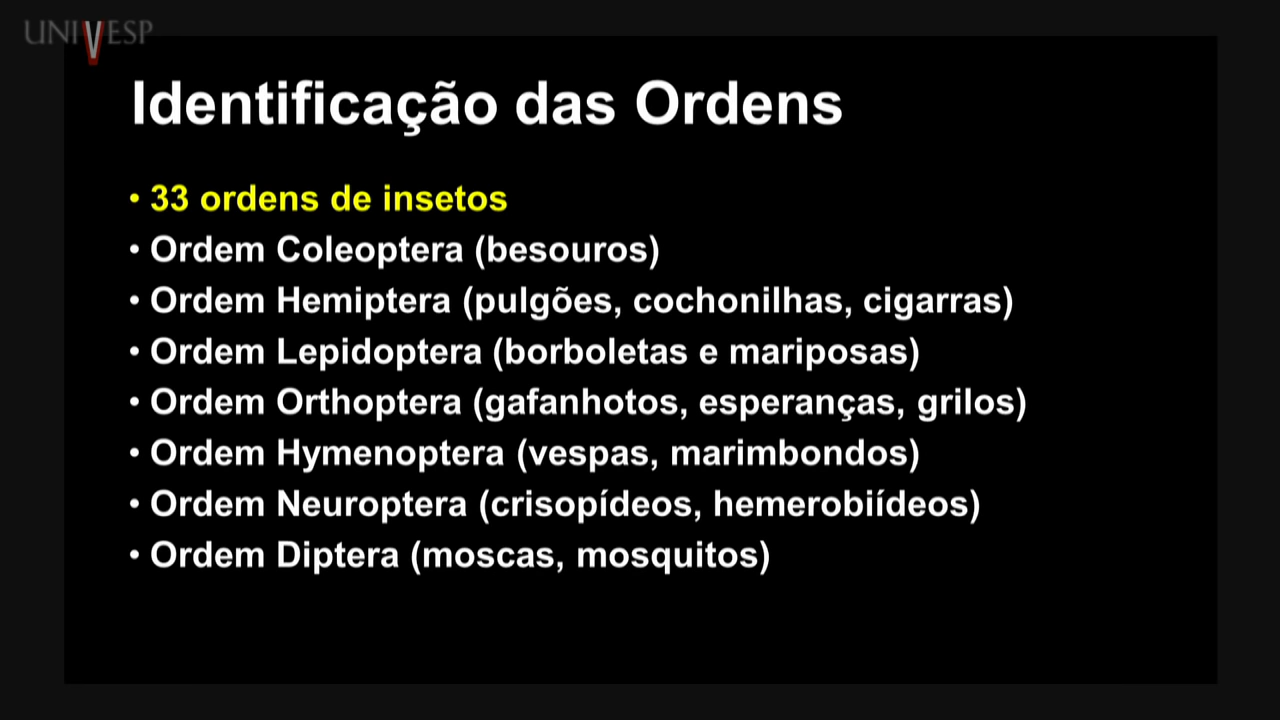 UNIVESP
Identificação das Ordens
• 33 ordens de insetos
• Ordem Coleoptera (besouros)
• Ordem Hemiptera (pulgões, cochonilhas, cigarras)
• Ordem Lepidoptera (borboletas e mariposas)
• Ordem Orthoptera (gafanhotos, esperanças, grilos)
• Ordem Hymenoptera (vespas, marimbondos)
• Ordem Neuroptera (crisopídeos, hemerobiídeos)
• Ordem Diptera (moscas, mosquitos)